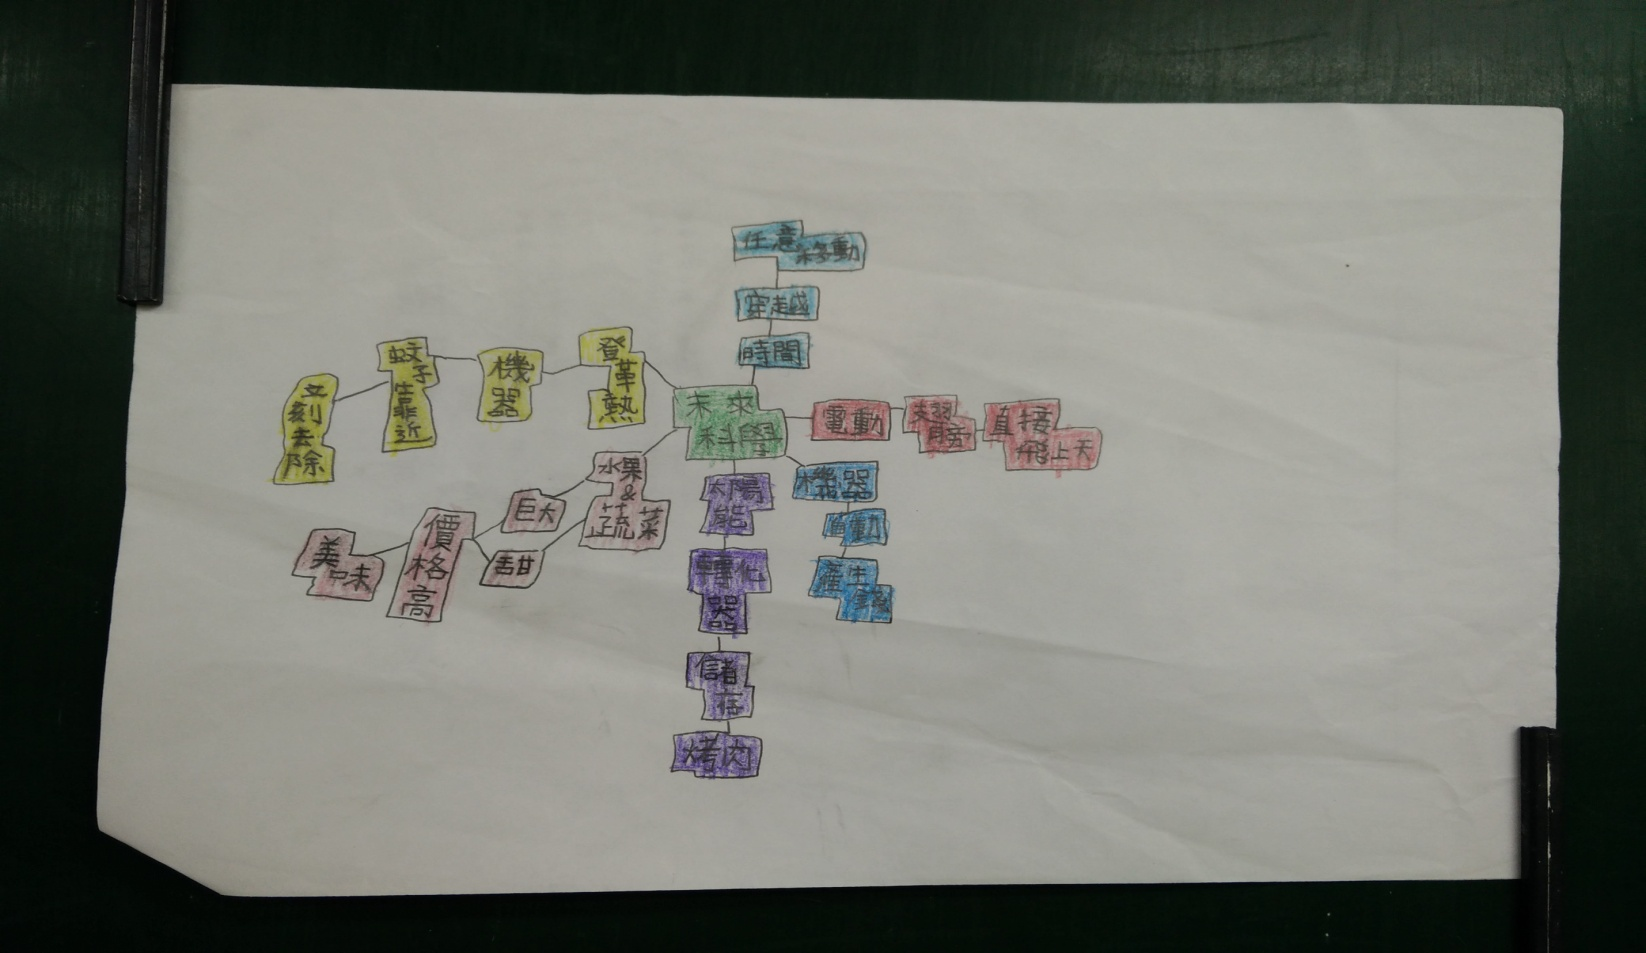 任意移動
穿越
時間
未來
科學
登革熱
機器
蚊子靠近
立刻去除
水果
&
蔬菜
巨大
甜
價格高
美味
電動
翅膀
直接
飛上天
機器
自動
產生
錢
太陽
能
轉化
器
儲存
烤肉